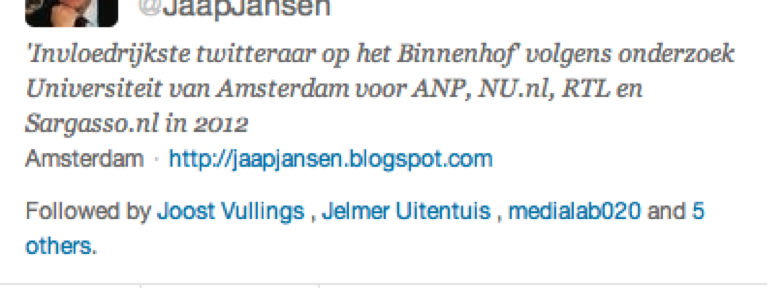 @JaapJansen
'Invloedrijkste twitteraar op het Binnenhof' volgens onderzoek
Universiteit van Amsterdam voor ANP, NU.nl, RTL en
Sargasso.nl in 2012
Amsterdam · http://jaapjansen.blogspot.com
Followed by Joost Vullings , Jelmer Uitentuis , medialab020 and 5
others.